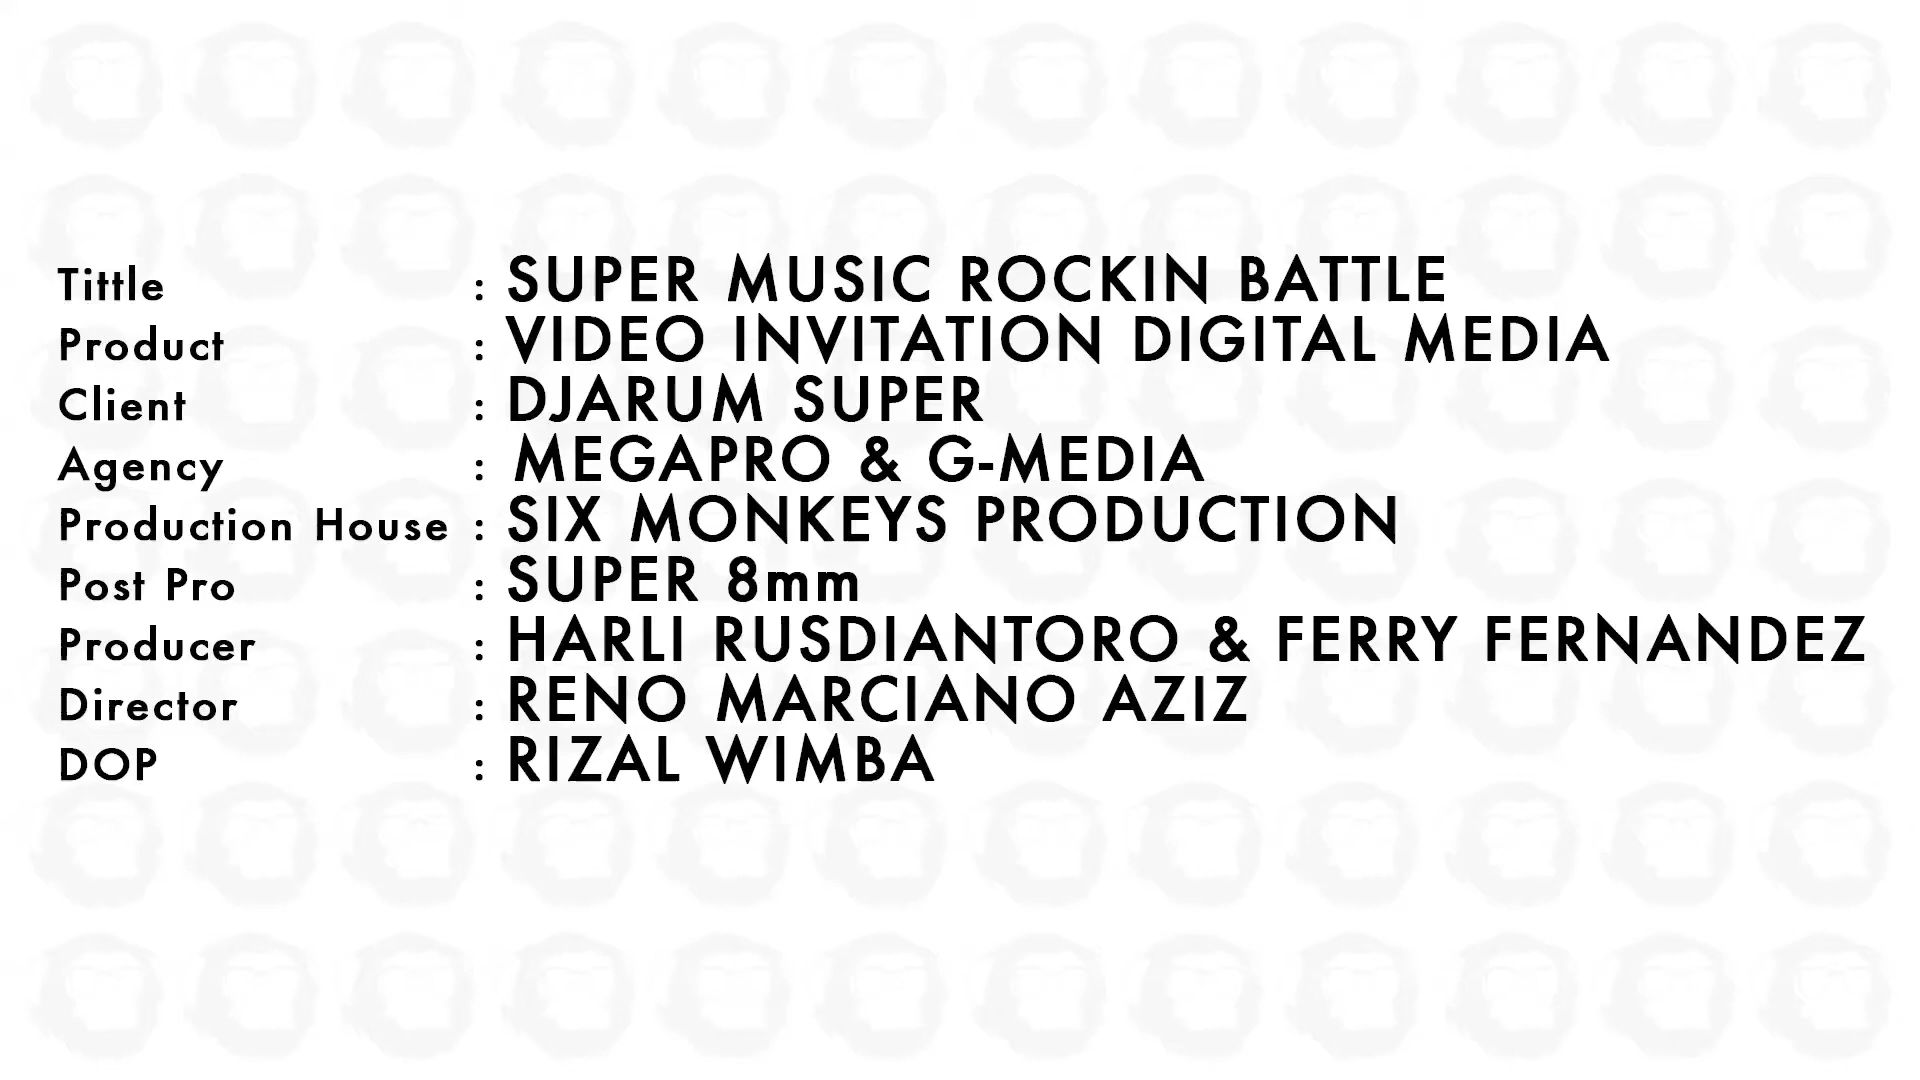 Tittle : SUPER MUSIC ROCKIN BATTLE
Product : VIDEO INVITATION DIGITAL MEDIA
Client : DJARUM SUPER
Agency : MEGAPRO & G-MEDIA
Production House : SIX MONKEYS PRODUCTION
Post Pro : SUPER 8mm
Producer : HARLI RUSDIANTORO & FERRY FERNANDEZ
Director : RENO MARCIANO AZIZ
DOP : RIZAL WIMBA